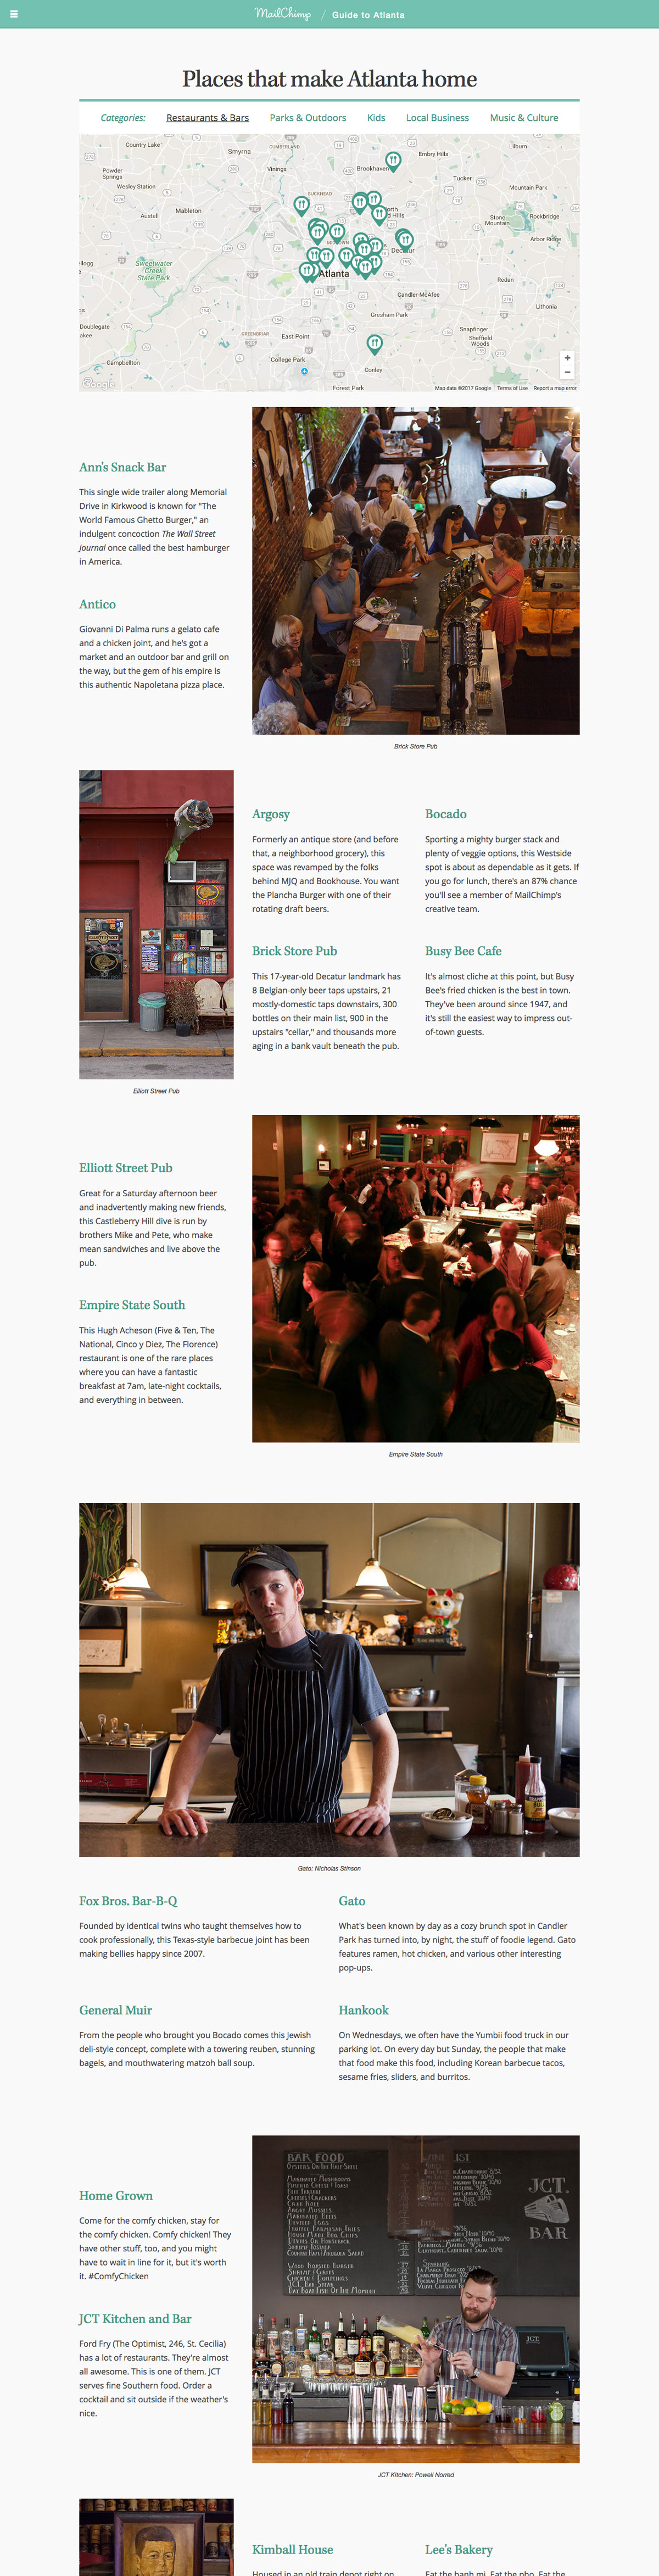 MailChimp / Guide to Atlanta
Places that make Atlanta home
Categories: Restaurants & Bars Parks & Outdoors Kids Local Business Music & Culture
Country Lake
Smyrna
CUMBERLAND
Vinings
Brookhaven
Embry Hills
Lilburn
Powder
Springs
Wesley Station
Tucker
Mountain Park
BUCKHEAD
Mableton
Austell
Stone
Mountain
Rockbridge
Arbor Ridge
Sweetwater
Creek
State Park
Atlanta
Redan
Candler-McAfee
Lithonia
Gresham Park
Doublegate
Snapfinger
GREENBRIAR
East Point
Sheffield
Woods
Campbellton
College Park
Conley
Forest Park
Google
Map data ©2017 Google Terms of Use Report a map error
Ann's Snack Bar
This single wide trailer along Memorial
Drive in Kirkwood is known for "The
World Famous Ghetto Burger," an
indulgent concoction The Wall Street
Journal once called the best hamburger
in America.
Antico
Giovanni Di Palma runs a gelato cafe
and a chicken joint, and he's got a
market and an outdoor bar and grill on
the way, but the gem of his empire is
this authentic Napoletana pizza place.
Brick Store Pub
Elliott Street Pub
Argosy
Formerly an antique store (and before
that, a neighborhood grocery), this
space was revamped by the folks
behind MJQ and Bookhouse. You want
the Plancha Burger with one of their
rotating draft beers.
Bocado
Sporting a mighty burger stack and
plenty of veggie options, this Westside
spot is about as dependable as it gets. If
you go for lunch, there's an 87% chance
you'll see a member of MailChimp's
creative team.
Brick Store Pub
This 17-year-old Decatur landmark has
8 Belgian-only beer taps upstairs, 21
mostly-domestic taps downstairs, 300
bottles on their main list, 900 in the
upstairs "cellar," and thousands more
aging in a bank vault beneath the pub.
Busy Bee Cafe
It's almost cliche at this point, but Busy
Bee's fried chicken is the best in town.
They've been around since 1947, and
it's still the easiest way to impress out-
of-town guests.
Elliott Street Pub
Great for a Saturday afternoon beer
and inadvertently making new friends,
this Castleberry Hill dive is run by
brothers Mike and Pete, who make
mean sandwiches and live above the
pub.
Empire State South
This Hugh Acheson (Five & Ten, The
National, Cinco y Diez, The Florence)
restaurant is one of the rare places
where you can have a fantastic
breakfast at 7am, late-night cocktails,
and everything in between.
Empire State South
Gato: Nicholas Stinson
Fox Bros. Bar-B-Q
Founded by identical twins who taught themselves how to
cook professionally, this Texas-style barbecue joint has been
making bellies happy since 2007.
Gato
What's been known by day as a cozy brunch spot in Candler
Park has turned into, by night, the stuff of foodie legend. Gato
features ramen, hot chicken, and various other interesting
pop-ups.
General Muir
From the people who brought you Bocado comes this Jewish
deli-style concept, complete with a towering reuben, stunning
bagels, and mouthwatering matzoh ball soup.
Hankook
On Wednesdays, we often have the Yumbii food truck in our
parking lot. On every day but Sunday, the people that make
that food make this food, including Korean barbecue tacos,
sesame fries, sliders, and burritos.
Home Grown
Come for the comfy chicken, stay for
the comfy chicken. Comfy chicken! They
have other stuff, too, and you might
have to wait in line for it, but it's worth
it. #ComfyChicken
JCT Kitchen and Bar
Ford Fry (The Optimist, 246, St. Cecilia)
has a lot of restaurants. They're almost
all awesome. This is one of them. JCT
serves fine Southern food. Order a
cocktail and sit outside if the weather's
nice.
BAR FOOD
JCT.
BAR
JCT Kitchen: Powell Norred
Kimball House
Housed in an old train depot right on
Lee's Bakery
Eat the banh mi. Eat the pho. Eat the